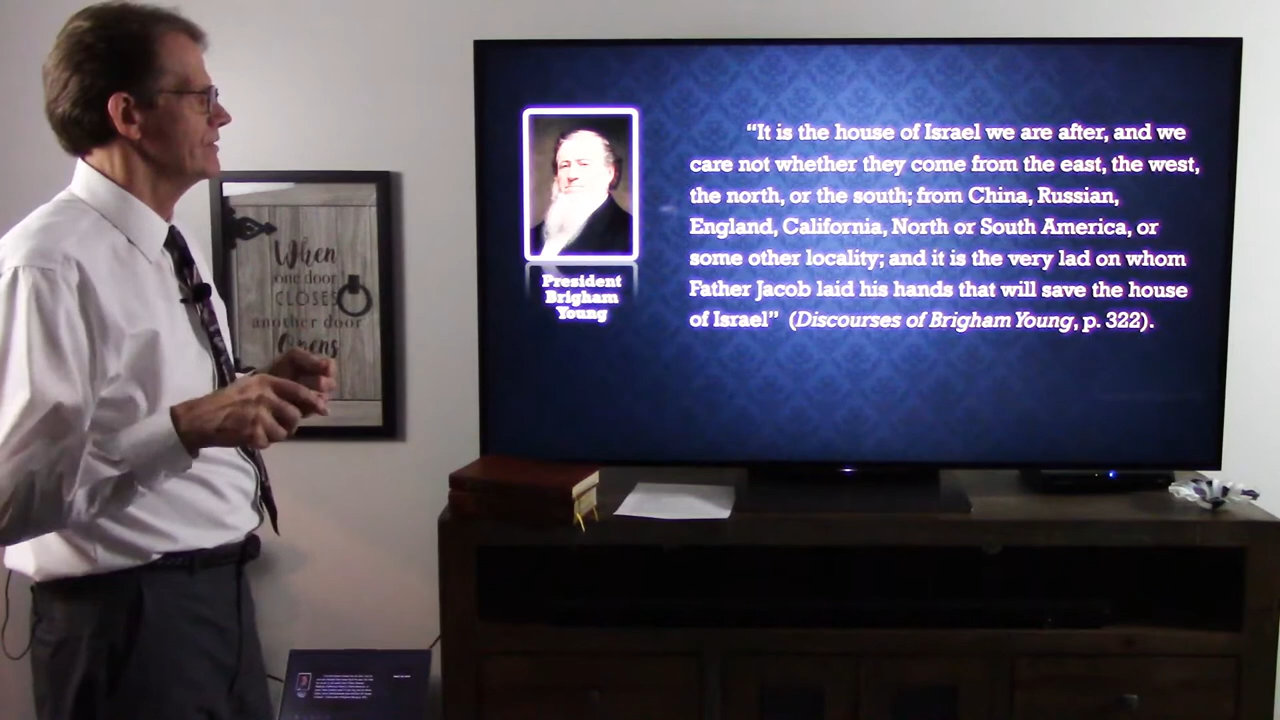 “It is the house of Israel we are after, and we
care not whether they come from the east, the west,
the north, or the south; from China, Russian,
England, California, North or South America, or
some other locality; and it is the very lad on whom
Father Jacob laid his hands that will save the house
of Israel” (Discourses of Brigham Young, p. 322).
President
Brigham
Young
When
one door
CLOSES
another door
Opens